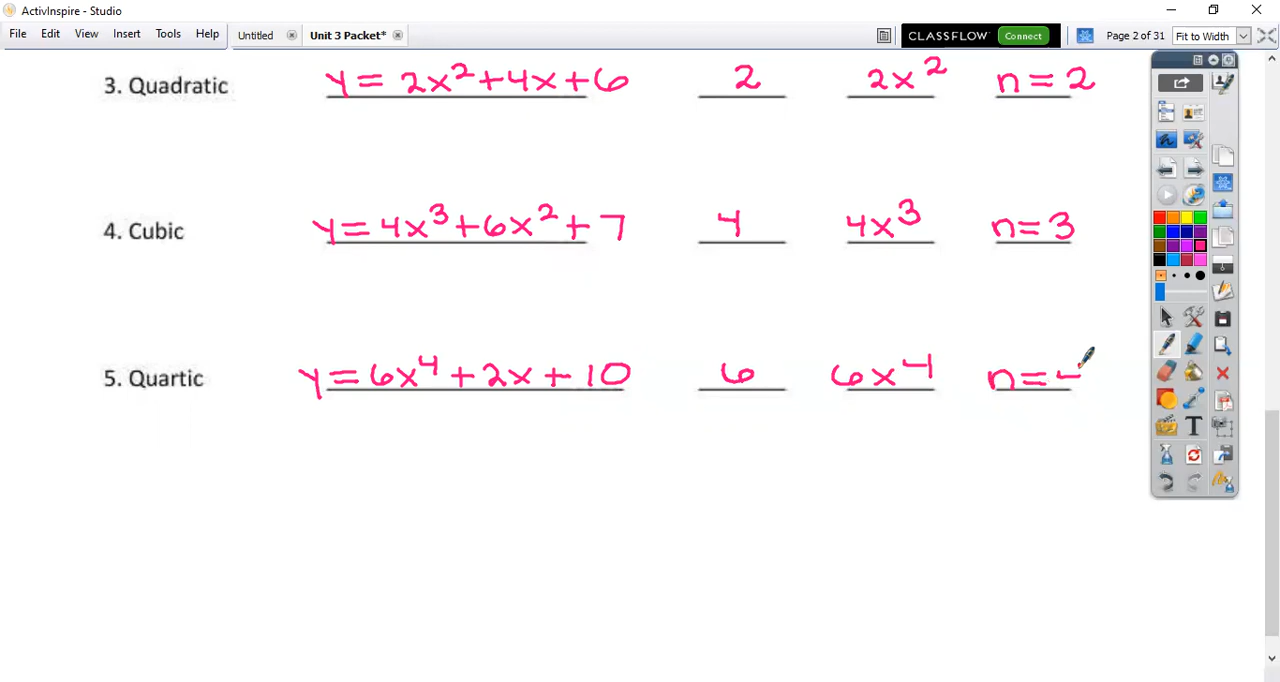 ActivInspire - Studio
File Edit View Insert Tools Help Untitled Unit 3 Packet* CLASSFLOW Connect Page 2 of 31 Fit to Width
3. Quadratic y = 2x² + 4x + 6 2 2x² n = 2
4. Cubic y = 4x³ + 6x² + 7 4 4x³ n = 3
5. Quartic y = 6x⁴ + 2x + 10 6 6x⁴ n =